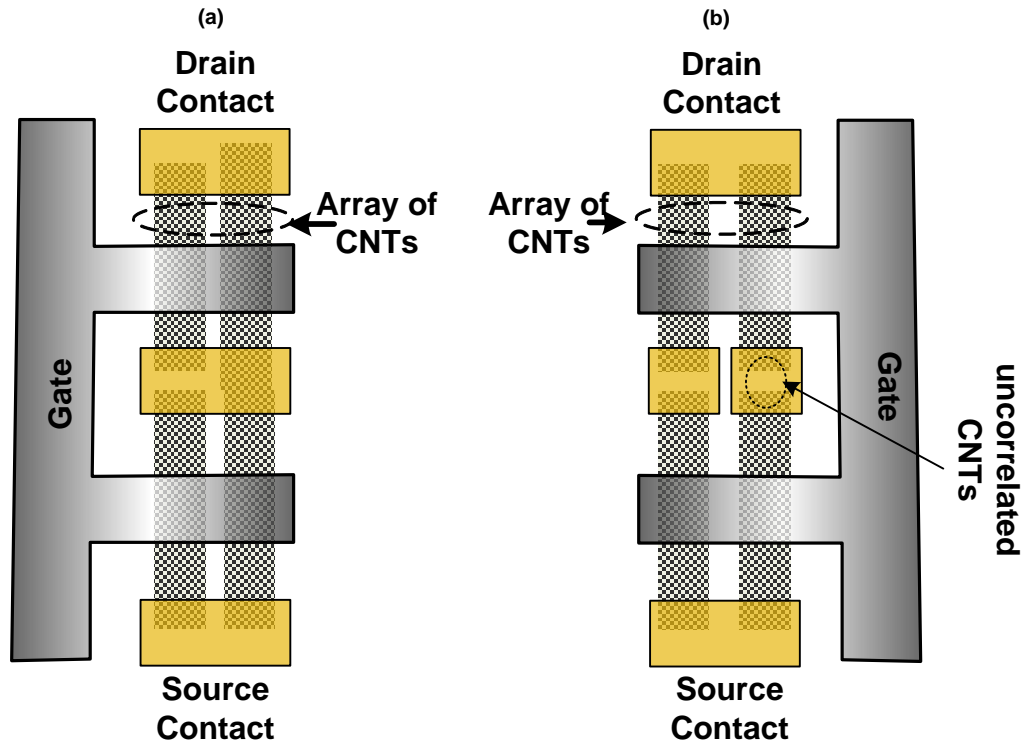 (a)
Drain
Contact
Array of
CNTs
Gate
Source
Contact
(b)
Drain
Contact
Array of
CNTs
Gate
uncorrelated
CNTs
Source
Contact